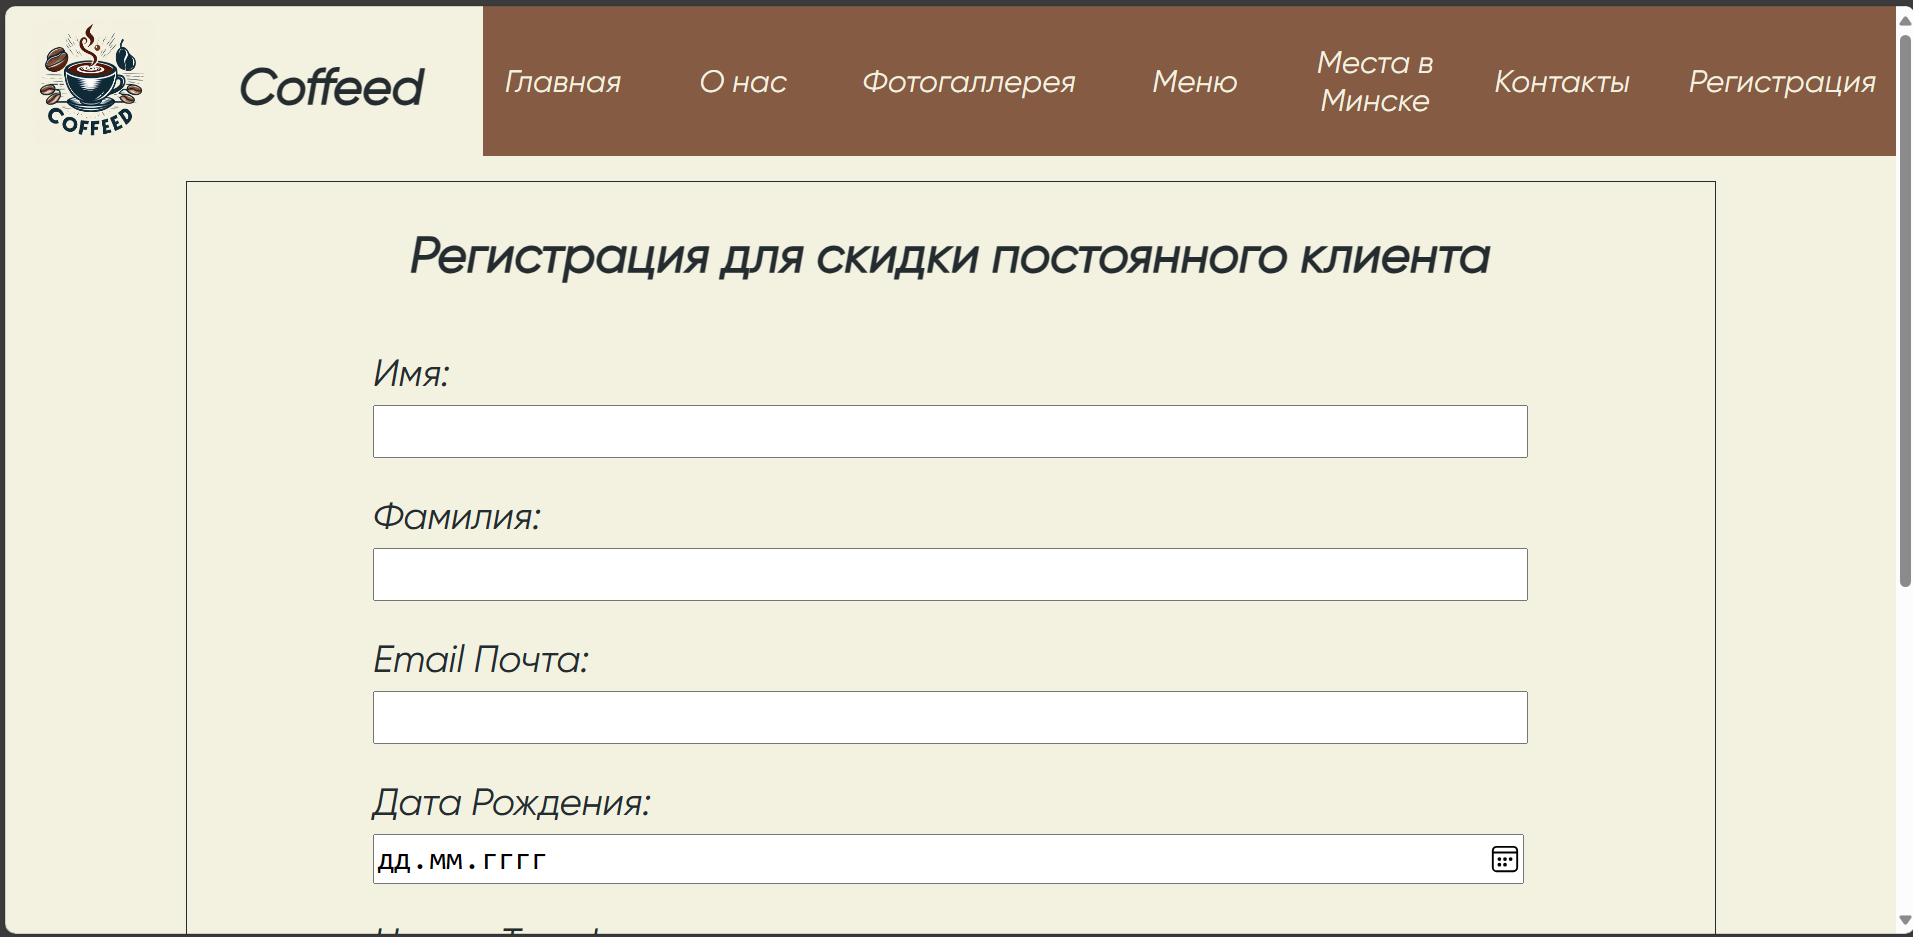 COFFEED
Coffeed
Главная
О нас
Фотогаллерея
Меню
Места в
Минске
Контакты
Регистрация
Регистрация для скидки постоянного клиента
Имя:
Фамилия:
Email Почта:
Дата Рождения:
дд.мм.гггг